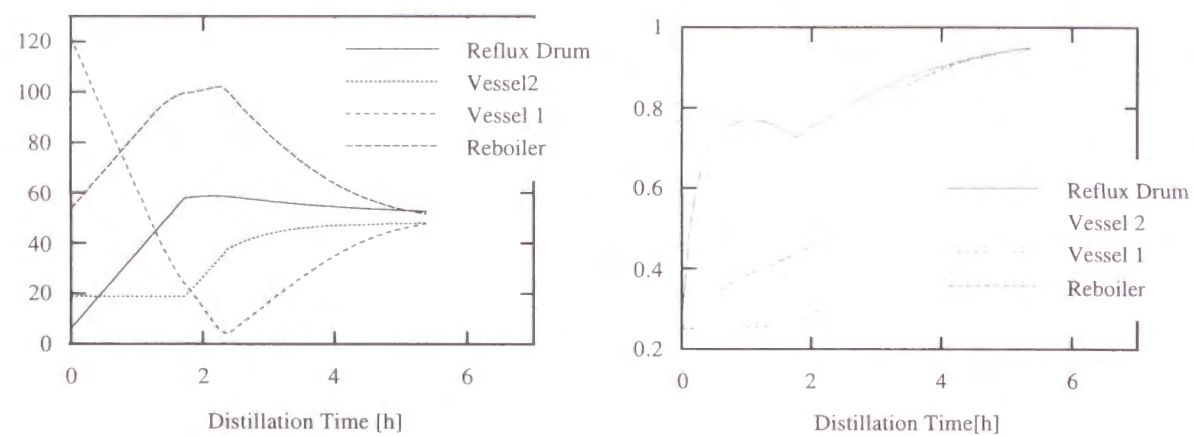 120
100
80
60
40
20
0
0 2 4 6
Distillation Time [h]
Reflux Drum
Vessel2
Vessel 1
Reboiler
1
0.8
0.6
0.4
0.2
0 2 4 6
Distillation Time[h]
Reflux Drum
Vessel 2
Vessel 1
Reboiler